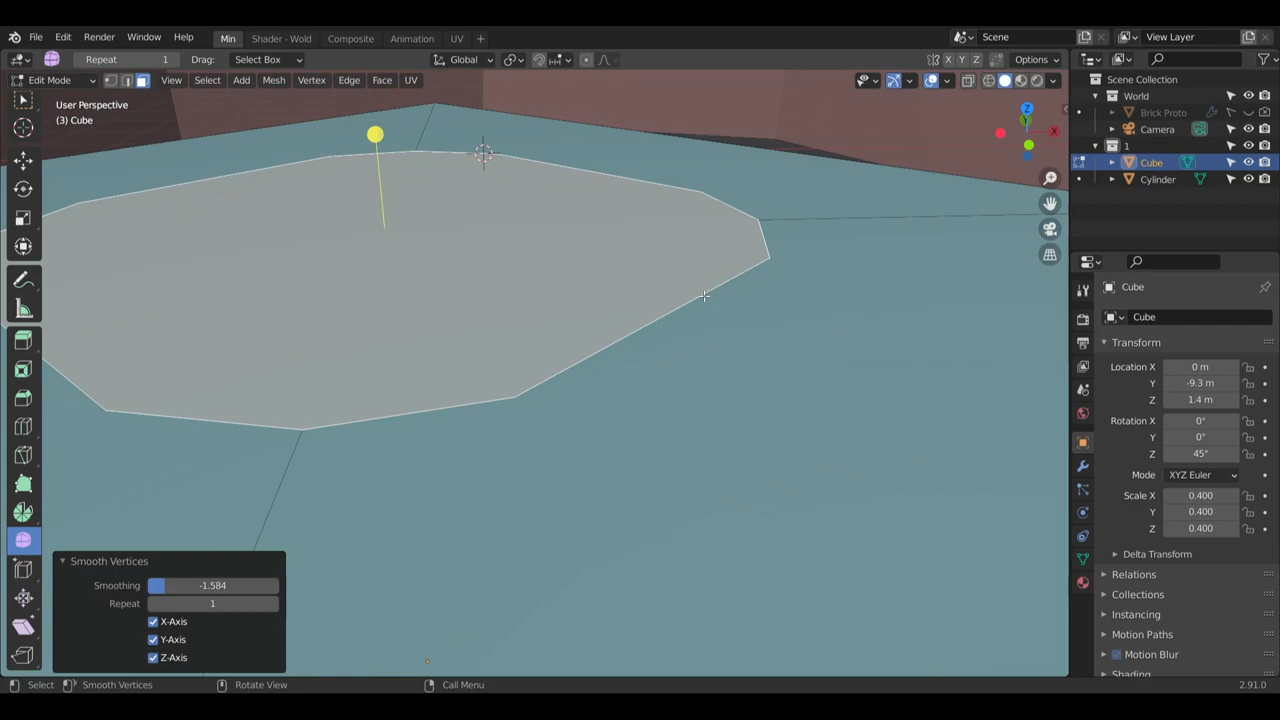 File Edit Render Window Help Min Shader - Wold Composite Animation UV Scene View Layer
Repeat 1 Drag: Select Box Global X Y Z Options
Edit Mode View Select Add Mesh Vertex Edge Face UV
User Perspective
(3) Cube
Z
X
Scene Collection
World
Brick Proto
Camera
1
Cube
Cylinder
Cube
Cube
Transform
Location X 0 m
Y -9.3 m
Z 1.4 m
Rotation X 0°
Y 0°
Z 45°
Mode XYZ Euler
Scale X 0.400
Y 0.400
Z 0.400
Delta Transform
Relations
Collections
Instancing
Motion Paths
Motion Blur
Shading
Smooth Vertices
Smoothing -1.584
Repeat 1
X-Axis
Y-Axis
Z-Axis
Select Smooth Vertices Rotate View Call Menu 2.91.0